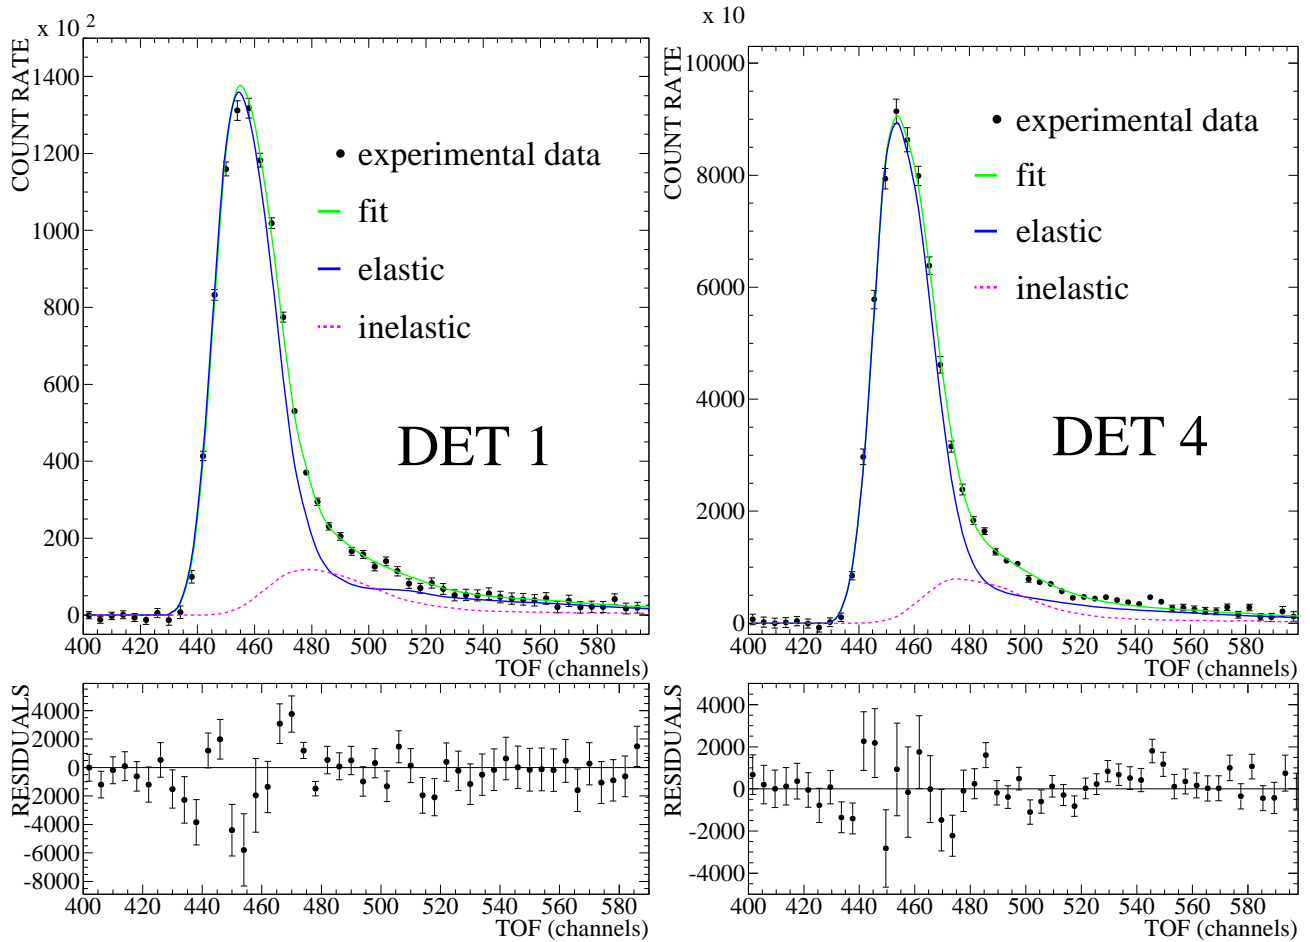 x 10 2
COUNT RATE
1400
1200
1000
800
600
400
200
0
experimental data
fit
elastic
inelastic
DET 1
400 420 440 460 480 500 520 540 560 580
TOF (channels)
RESIDUALS
4000
2000
0
-2000
-4000
-6000
-8000
400 420 440 460 480 500 520 540 560 580
TOF (channels)
x 10
COUNT RATE
10000
8000
6000
4000
2000
0
experimental data
fit
elastic
inelastic
DET 4
400 420 440 460 480 500 520 540 560 580
TOF (channels)
RESIDUALS
4000
2000
0
-2000
-4000
400 420 440 460 480 500 520 540 560 580
TOF (channels)